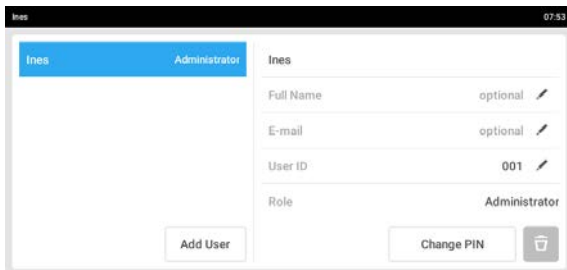 Ines 07:53
Ines Administrator
Ines
Full Name optional
E-mail optional
User ID 001
Role Administrator
Add User
Change PIN